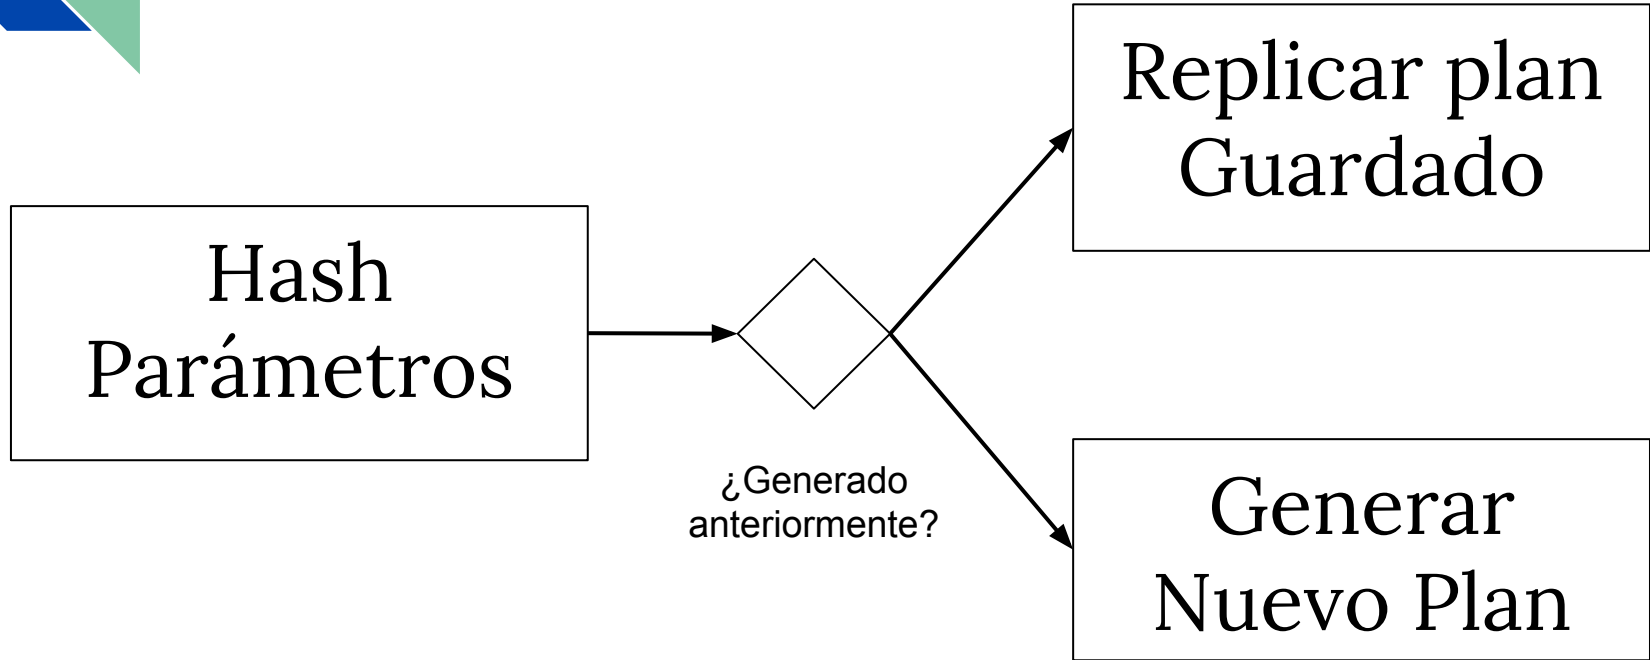 Hash
Parámetros
¿Generado
anteriormente?
Replicar plan
Guardado
Generar
Nuevo Plan